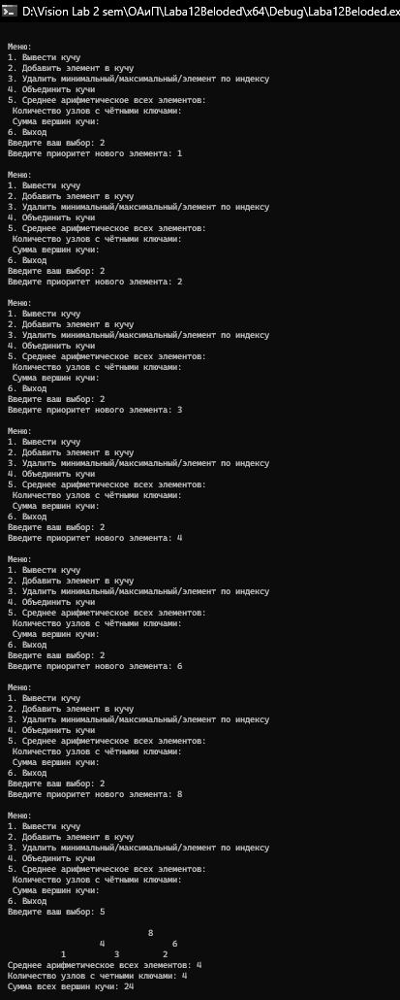 D:\Vision Lab 2 sem\ОАиП\Laba12Beloded\x64\Debug\Laba12Beloded.ex
Меню:
1. Вывести кучу
2. Добавить элемент в кучу
3. Удалить минимальный/максимальный/элемент по индексу
4. Объединить кучи
5. Среднее арифметическое всех элементов:
Количество узлов с чётными ключами:
Сумма вершин кучи:
6. Выход
Введите ваш выбор: 2
Введите приоритет нового элемента: 1
Меню:
1. Вывести кучу
2. Добавить элемент в кучу
3. Удалить минимальный/максимальный/элемент по индексу
4. Объединить кучи
5. Среднее арифметическое всех элементов:
Количество узлов с чётными ключами:
Сумма вершин кучи:
6. Выход
Введите ваш выбор: 2
Введите приоритет нового элемента: 2
Меню:
1. Вывести кучу
2. Добавить элемент в кучу
3. Удалить минимальный/максимальный/элемент по индексу
4. Объединить кучи
5. Среднее арифметическое всех элементов:
Количество узлов с чётными ключами:
Сумма вершин кучи:
6. Выход
Введите ваш выбор: 2
Введите приоритет нового элемента: 3
Меню:
1. Вывести кучу
2. Добавить элемент в кучу
3. Удалить минимальный/максимальный/элемент по индексу
4. Объединить кучи
5. Среднее арифметическое всех элементов:
Количество узлов с чётными ключами:
Сумма вершин кучи:
6. Выход
Введите ваш выбор: 2
Введите приоритет нового элемента: 4
Меню:
1. Вывести кучу
2. Добавить элемент в кучу
3. Удалить минимальный/максимальный/элемент по индексу
4. Объединить кучи
5. Среднее арифметическое всех элементов:
Количество узлов с чётными ключами:
Сумма вершин кучи:
6. Выход
Введите ваш выбор: 2
Введите приоритет нового элемента: 6
Меню:
1. Вывести кучу
2. Добавить элемент в кучу
3. Удалить минимальный/максимальный/элемент по индексу
4. Объединить кучи
5. Среднее арифметическое всех элементов:
Количество узлов с чётными ключами:
Сумма вершин кучи:
6. Выход
Введите ваш выбор: 2
Введите приоритет нового элемента: 8
Меню:
1. Вывести кучу
2. Добавить элемент в кучу
3. Удалить минимальный/максимальный/элемент по индексу
4. Объединить кучи
5. Среднее арифметическое всех элементов:
Количество узлов с чётными ключами:
Сумма вершин кучи:
6. Выход
Введите ваш выбор: 5
8
4 6
1 3 2
Среднее арифметическое всех элементов: 4
Количество узлов с четными ключами: 4
Сумма всех вершин кучи: 24